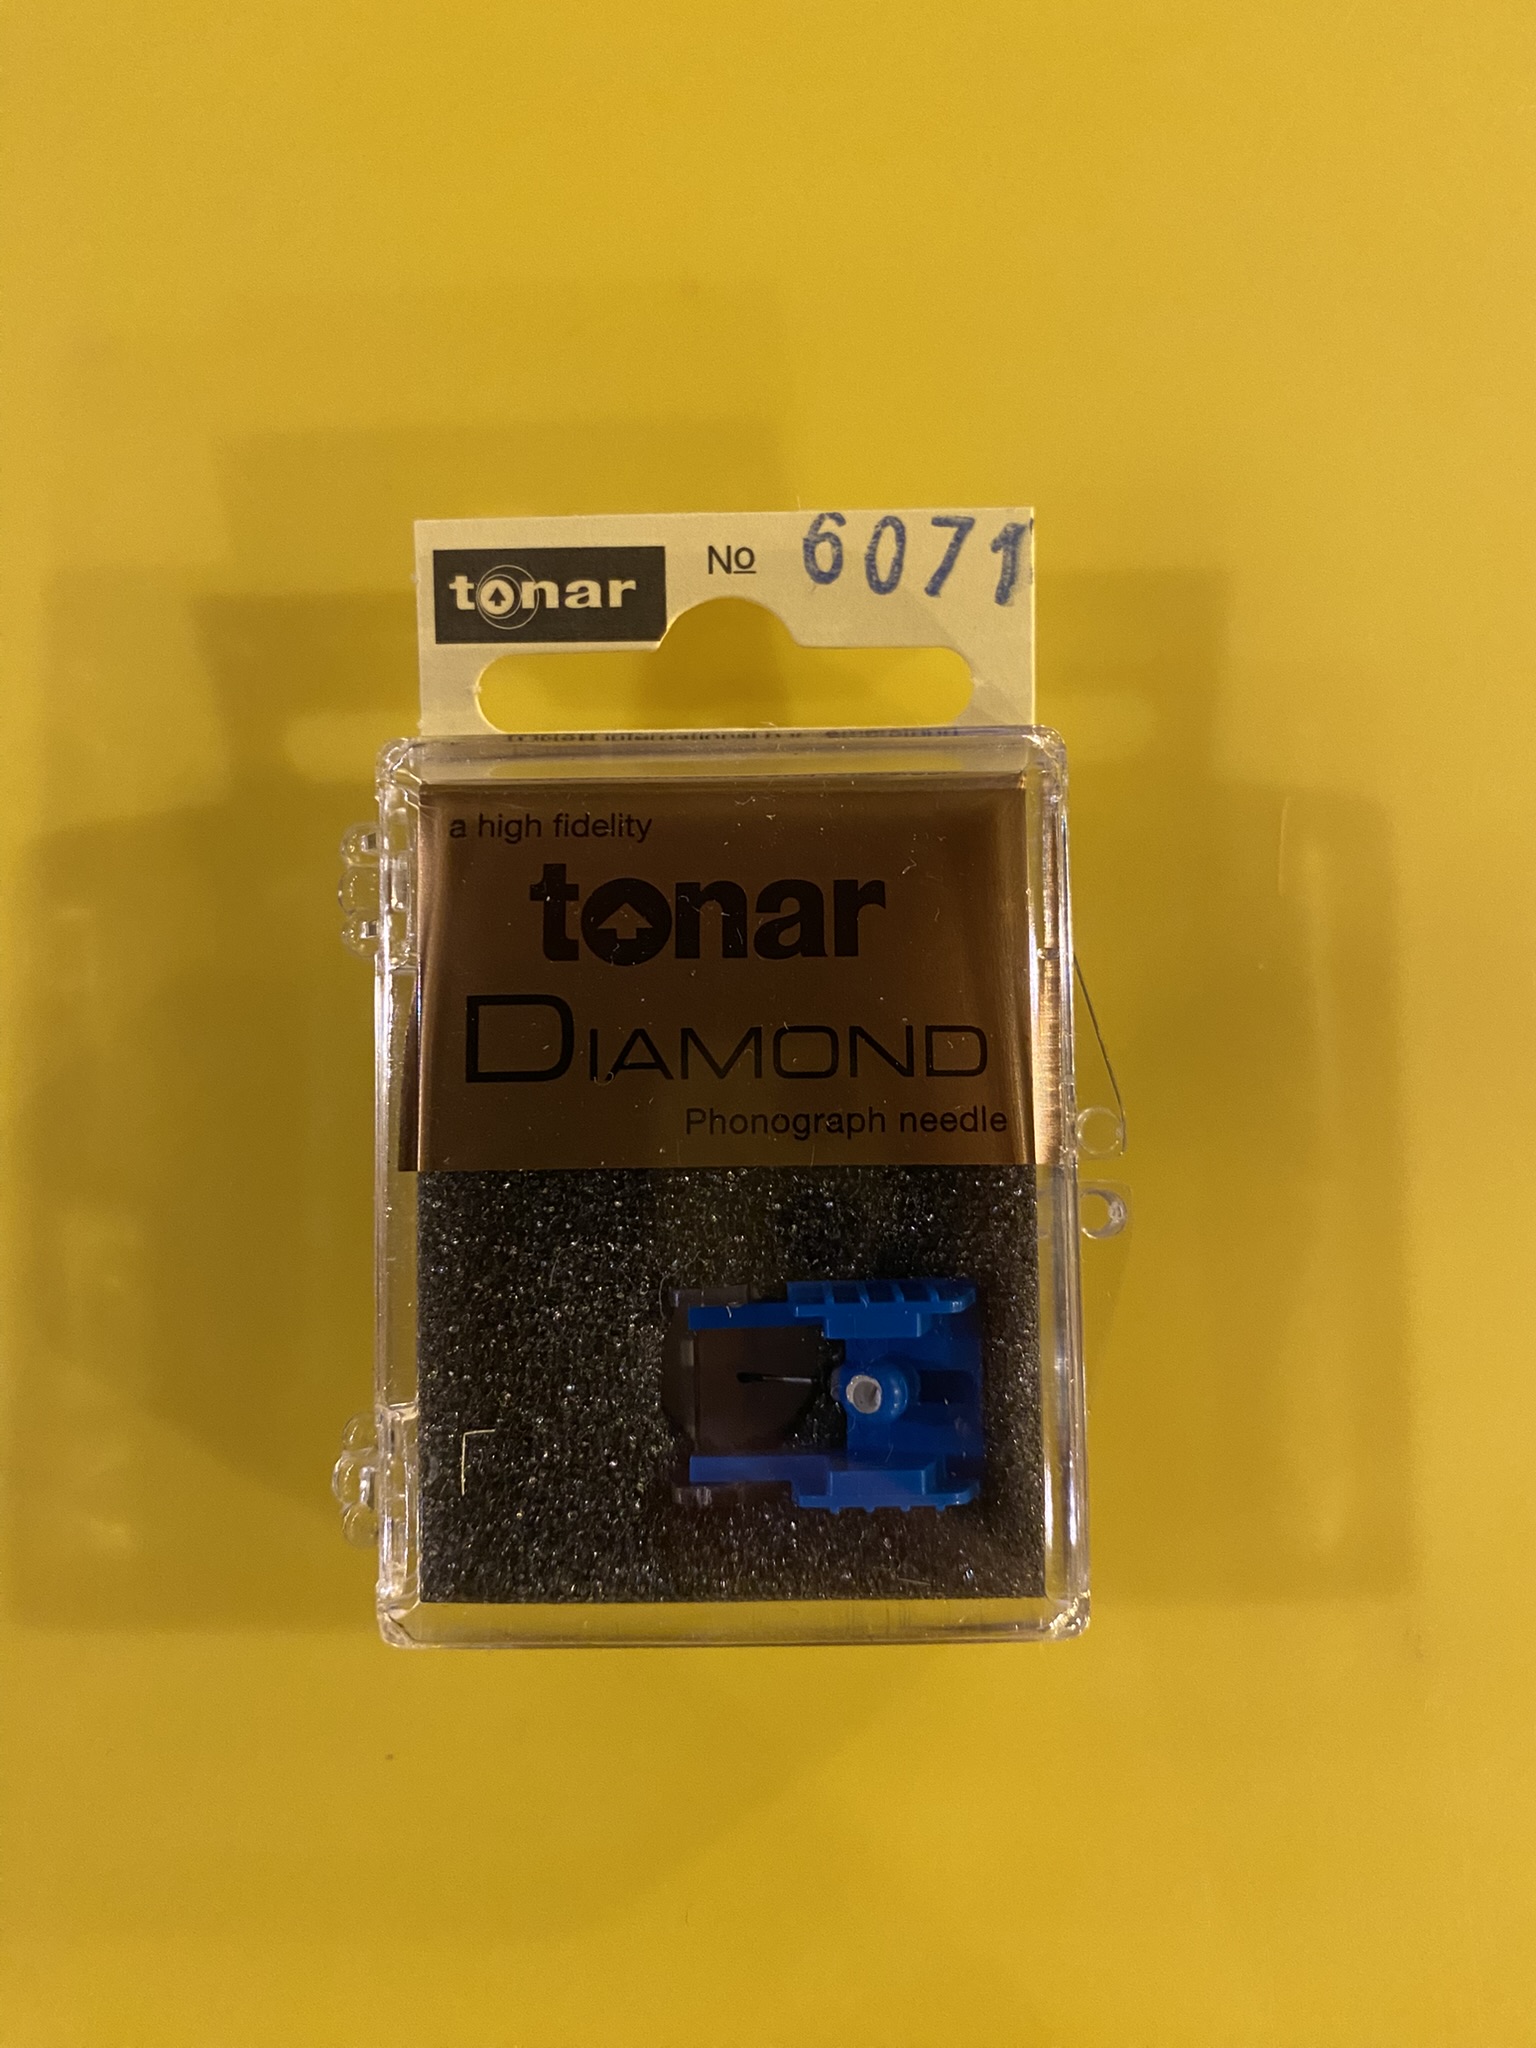 tonar
No 6071
a high fidelity
tonar
DIAMOND
Phonograph needle